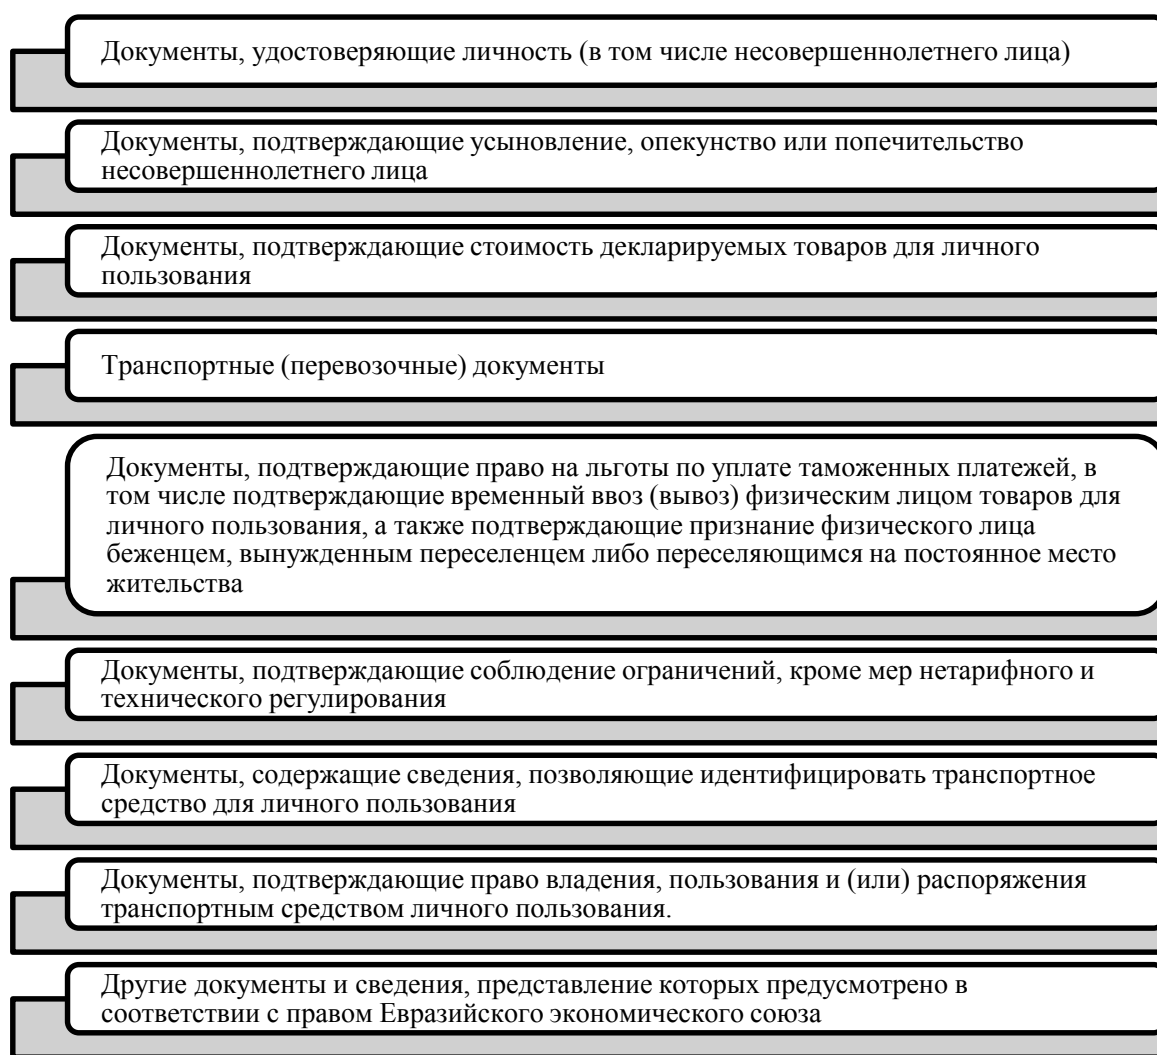 Документы, удостоверяющие личность (в том числе несовершеннолетнего лица)
Документы, подтверждающие усыновление, опекунство или попечительство
несовершеннолетнего лица
Документы, подтверждающие стоимость декларируемых товаров для личного
пользования
Транспортные (перевозочные) документы
Документы, подтверждающие право на льготы по уплате таможенных платежей, в
том числе подтверждающие временный ввоз (вывоз) физическим лицом товаров для
личного пользования, а также подтверждающие признание физического лица
беженцем, вынужденным переселенцем либо переселяющимся на постоянное место
жительства
Документы, подтверждающие соблюдение ограничений, кроме мер нетарифного и
технического регулирования
Документы, содержащие сведения, позволяющие идентифицировать транспортное
средство для личного пользования
Документы, подтверждающие право владения, пользования и (или) распоряжения
транспортным средством личного пользования.
Другие документы и сведения, представление которых предусмотрено в
соответствии с правом Евразийского экономического союза